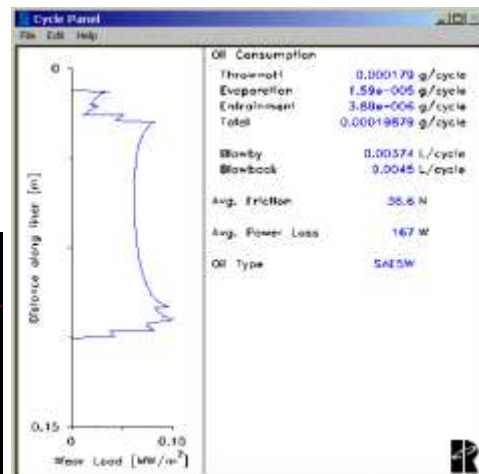 Cycle Panel
File Edit Help
Oil Consumption
Throwoff 0.000179 g/cycle
Evaporation 1.59e-005 g/cycle
Entrainment 3.88e-006 g/cycle
Total 0.00019879 g/cycle
Blowby 0.00374 L/cycle
Blowback 0.0045 L/cycle
Avg. Friction 36.6 N
Avg. Power Loss 167 W
Oil Type SAE5W
0
Distance along liner [m]
0.15
0 0.10
Wear Load [MW/m²]
R